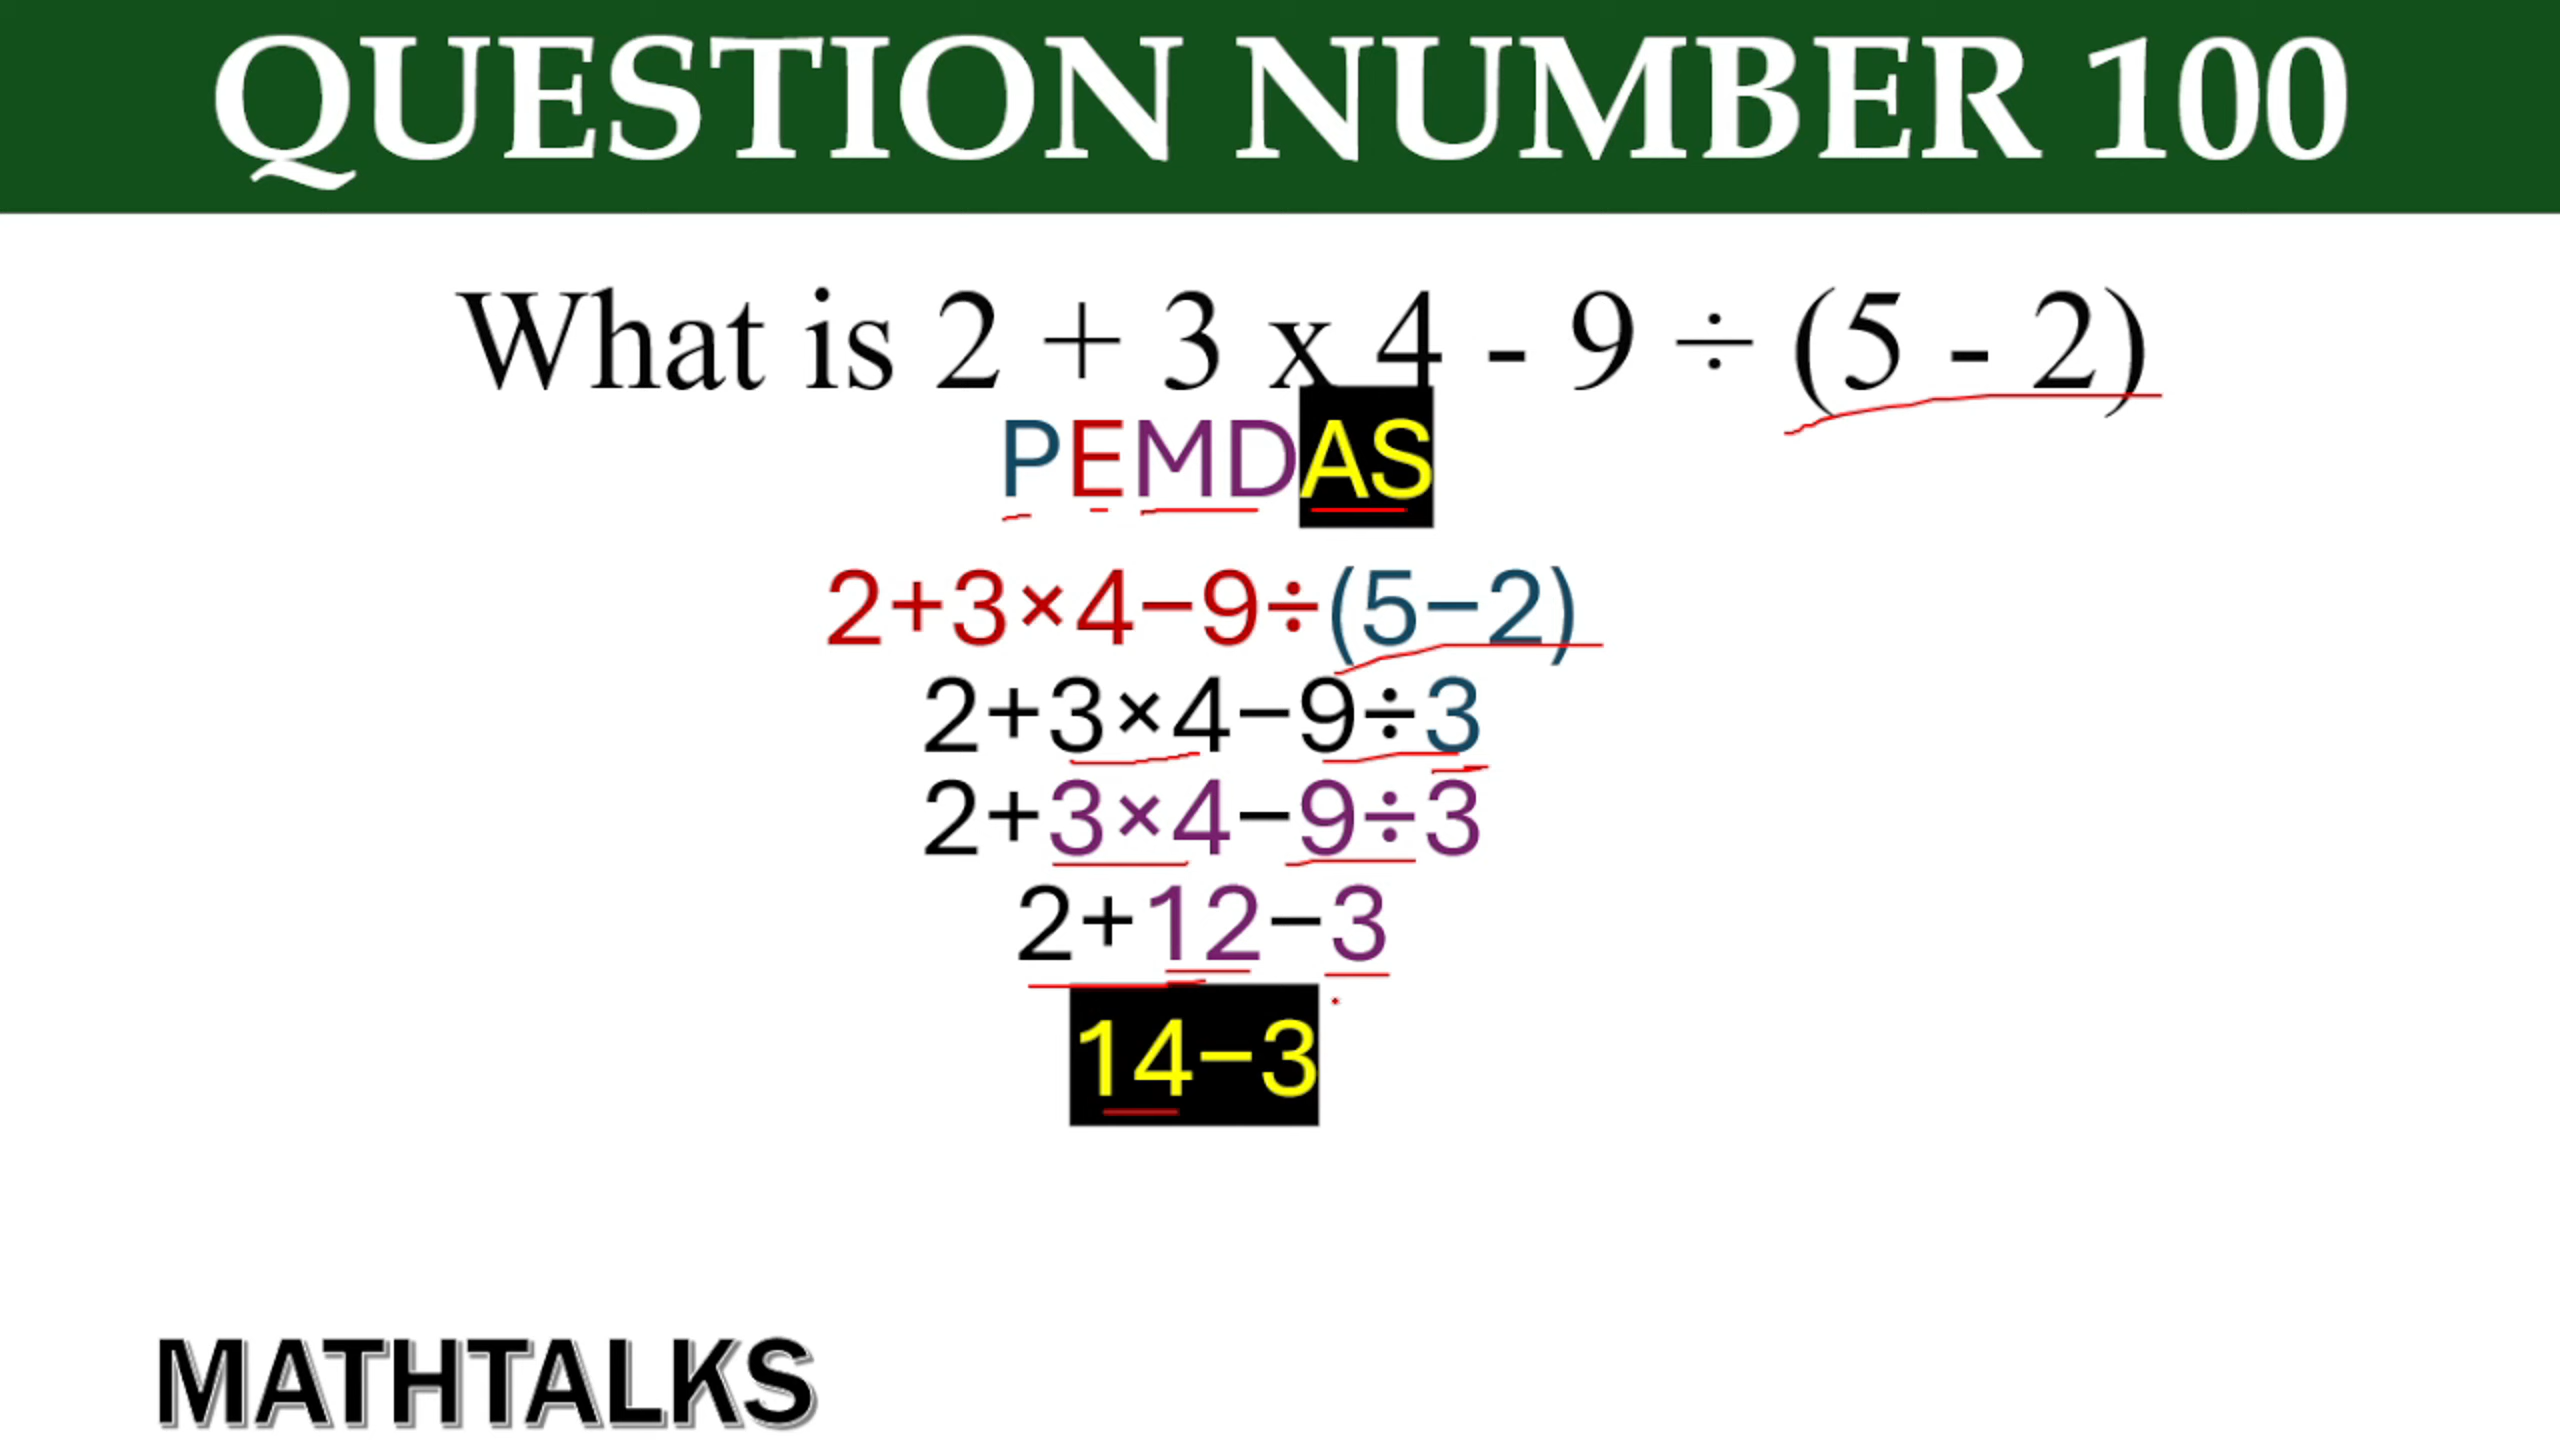 QUESTION NUMBER 100
What is 2 + 3 x 4 - 9 ÷ (5 - 2)
PEMDAS
2+3×4−9÷(5−2)
2+3×4−9÷3
2+3×4−9÷3
2+12−3
14−3
MATHTALKS